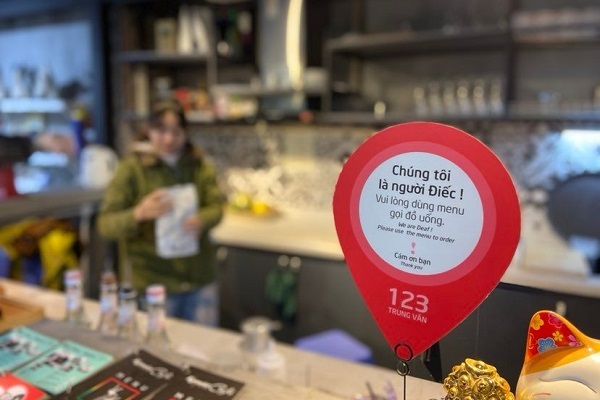 Chúng tôi
là người Điếc !
Vui lòng dùng menu
gọi đồ uống.
We are Deaf !
Please use the menu to order
Cảm ơn bạn
Thank you
123
TRUNG VĂN